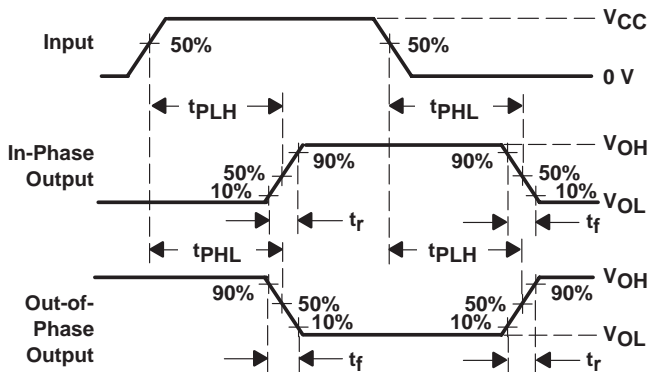 VCC
Input
50%
50%
0 V
tPLH
tPHL
In-Phase
Output
VOH
90%
90%
50%
50%
10%
10%
VOL
tr
tf
tPHL
tPLH
Out-of-
Phase
Output
VOH
90%
90%
50%
50%
10%
10%
VOL
tf
tr